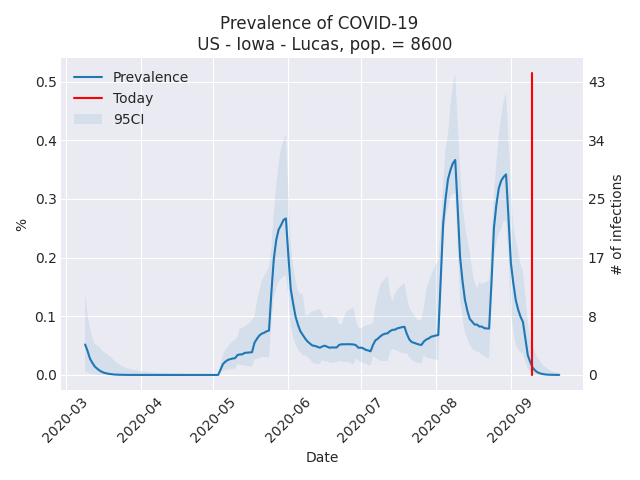 Prevalence of COVID-19
US - Iowa - Lucas, pop. = 8600
Prevalence
Today
95CI
0.5
0.4
0.3
0.2
0.1
0.0
%
43
34
25
17
8
0
# of infections
2020-03
2020-04
2020-05
2020-06
2020-07
2020-08
2020-09
Date